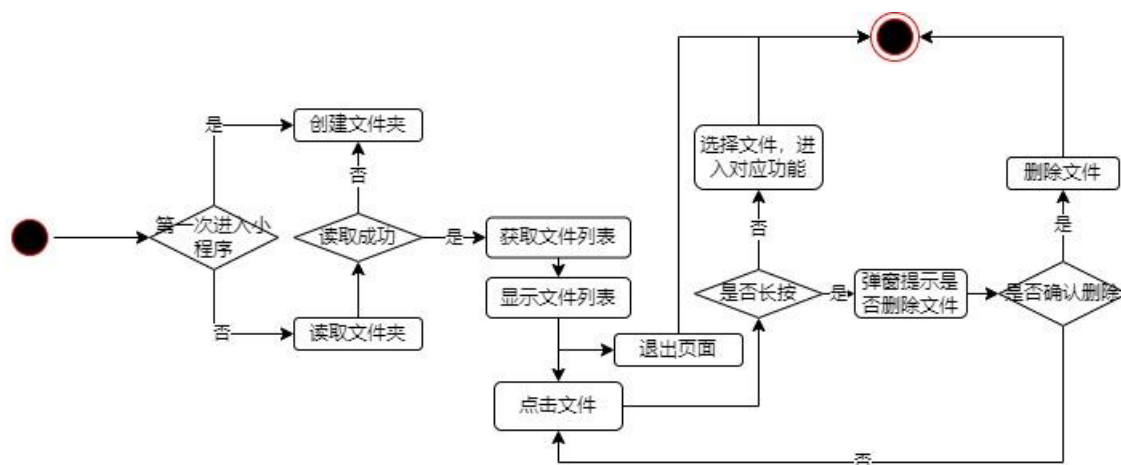 第一次进入小
程序
是
否
创建文件夹
否
读取成功
读取文件夹
是
获取文件列表
显示文件列表
退出页面
点击文件
选择文件，进
入对应功能
否
是否长按
是
弹窗提示是
否删除文件
是否确认删除
是
删除文件
否